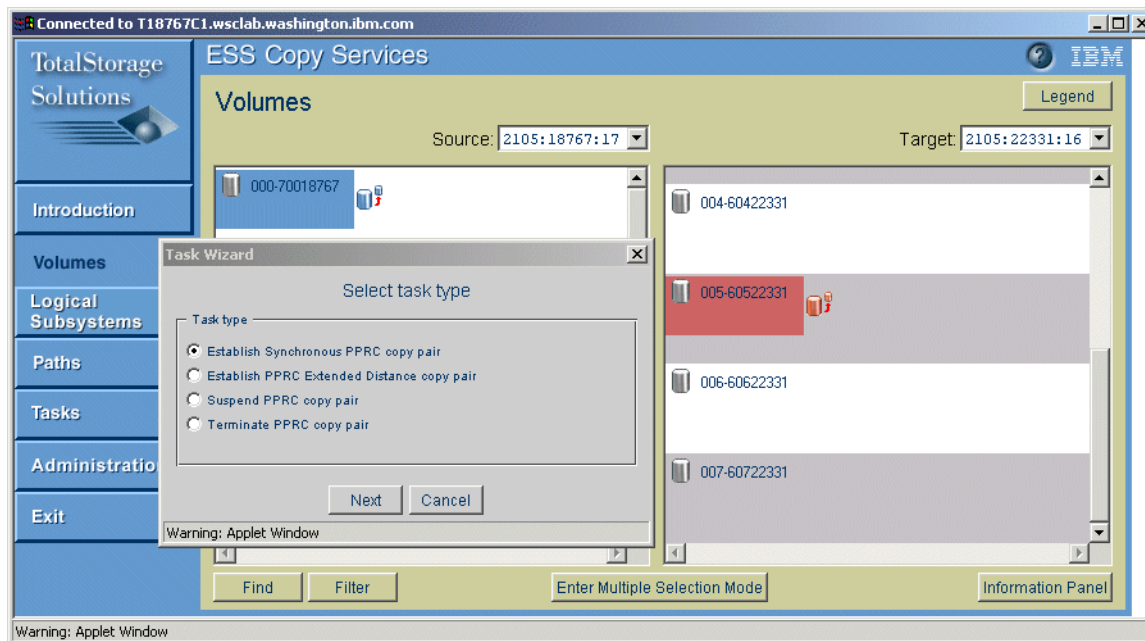 Connected to T18767C1.wsclab.washington.ibm.com
TotalStorage
Solutions
ESS Copy Services
? IBM
Volumes
Legend
Source: 2105:18767:17
Target: 2105:22331:16
Introduction
Volumes
Logical
Subsystems
Paths
Tasks
Administratio
Exit
000-70018767
Task Wizard
Select task type
Task type
Establish Synchronous PPRC copy pair
Establish PPRC Extended Distance copy pair
Suspend PPRC copy pair
Terminate PPRC copy pair
Next Cancel
Warning: Applet Window
004-60422331
005-60522331
006-60622331
007-60722331
Find Filter Enter Multiple Selection Mode Information Panel
Warning: Applet Window